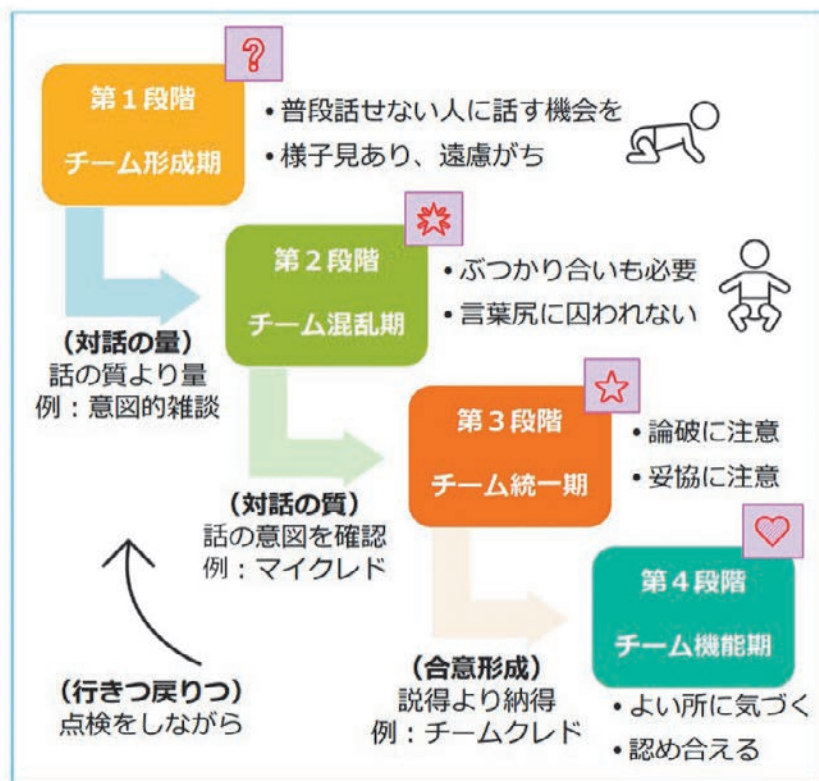 ?
第1段階
チーム形成期
• 普段話せない人に話す機会を
• 様子見あり、遠慮がち
第2段階
チーム混乱期
• ぶつかり合いも必要
• 言葉尻に囚われない
(対話の量)
話の質より量
例：意図的雑談
第3段階
チーム統一期
• 論破に注意
• 妥協に注意
(対話の質)
話の意図を確認
例：マイクレド
第4段階
チーム機能期
• よい所に気づく
• 認め合える
(合意形成)
説得より納得
例：チームクレド
(行きつ戻りつ)
点検をしながら